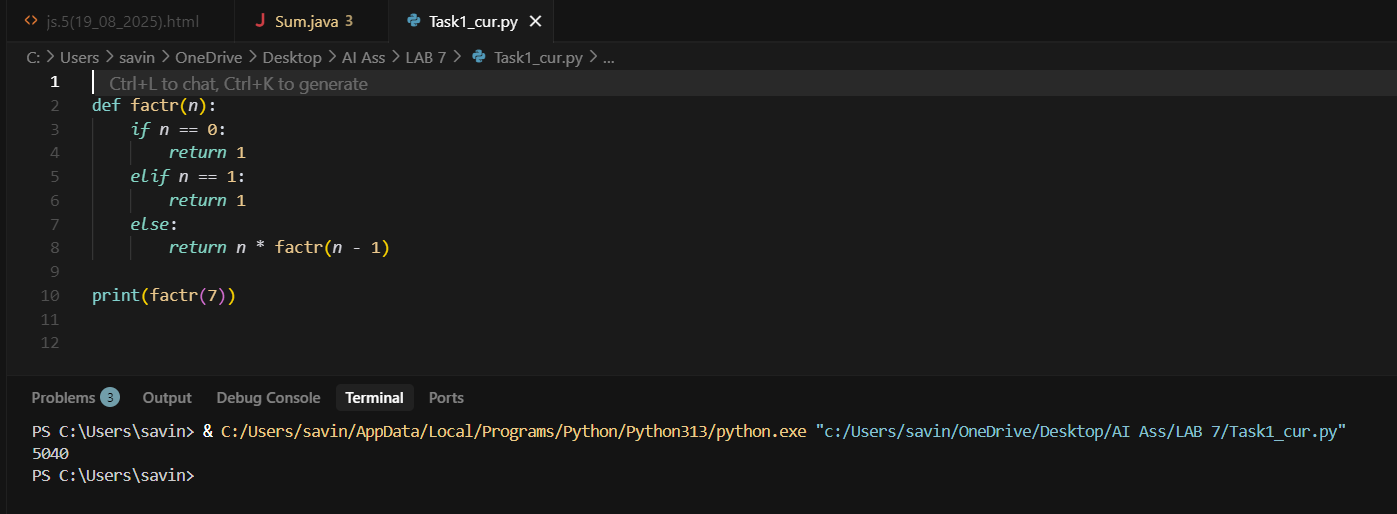 js.5(19_08_2025).html Sum.java 3 Task1_cur.py
C: > Users > savin > OneDrive > Desktop > AI Ass > LAB 7 > Task1_cur.py > ...
1 Ctrl+L to chat, Ctrl+K to generate
2 def factr(n):
3     if n == 0:
4         return 1
5     elif n == 1:
6         return 1
7     else:
8         return n * factr(n - 1)
9
10 print(factr(7))
11
12
Problems 3 Output Debug Console Terminal Ports
PS C:\Users\savin> & C:/Users/savin/AppData/Local/Programs/Python/Python313/python.exe "c:/Users/savin/OneDrive/Desktop/AI Ass/LAB 7/Task1_cur.py"
5040
PS C:\Users\savin>